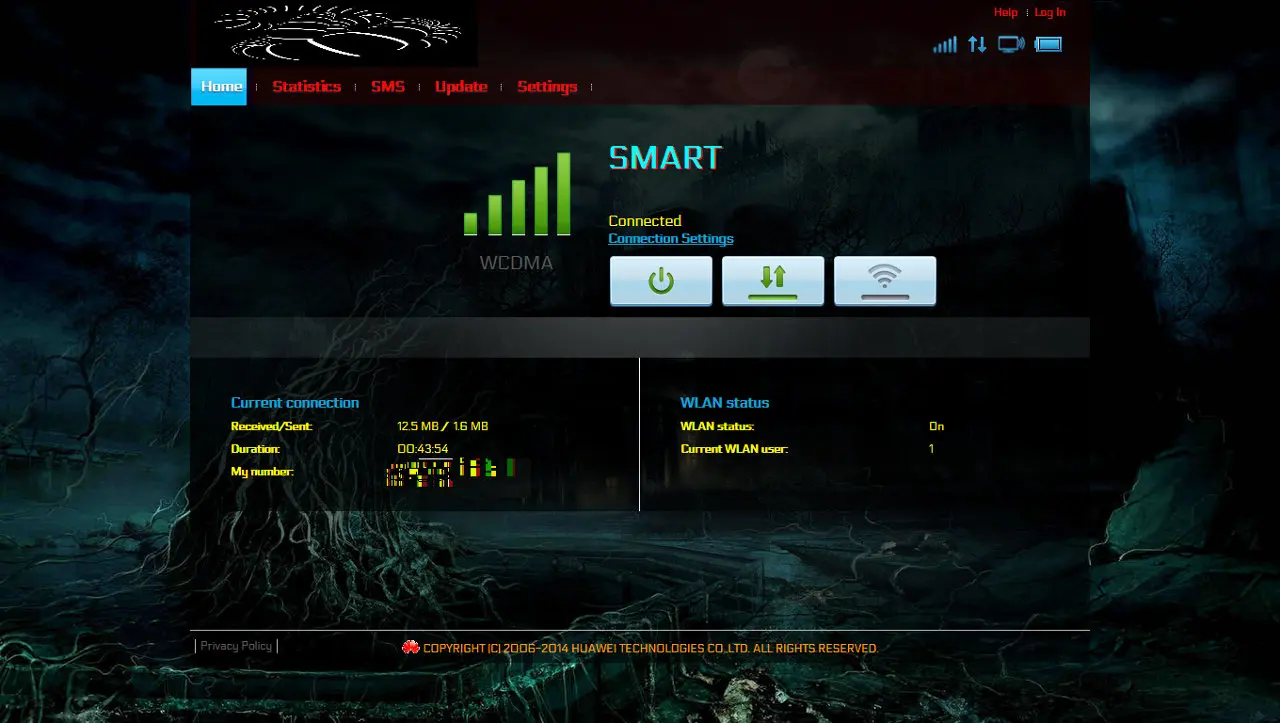 Help Log In
Home Statistics SMS Update Settings
SMART
Connected
Connection Settings
WCDMA
Current connection
Received/Sent: 12.5 MB / 1.6 MB
Duration: 00:43:54
My number:
WLAN status
WLAN status: On
Current WLAN user: 1
Privacy Policy
COPYRIGHT (C) 2006-2014 HUAWEI TECHNOLOGIES CO.,LTD. ALL RIGHTS RESERVED.